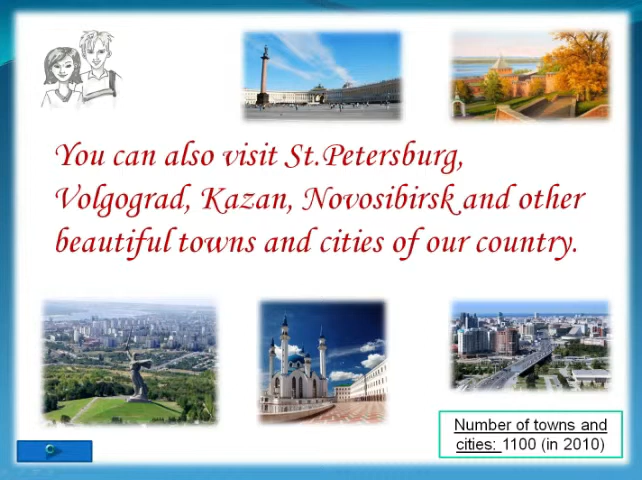 You can also visit St.Petersburg,
Volgograd, Kazan, Novosibirsk and other
beautiful towns and cities of our country.
Number of towns and
cities: 1100 (in 2010)